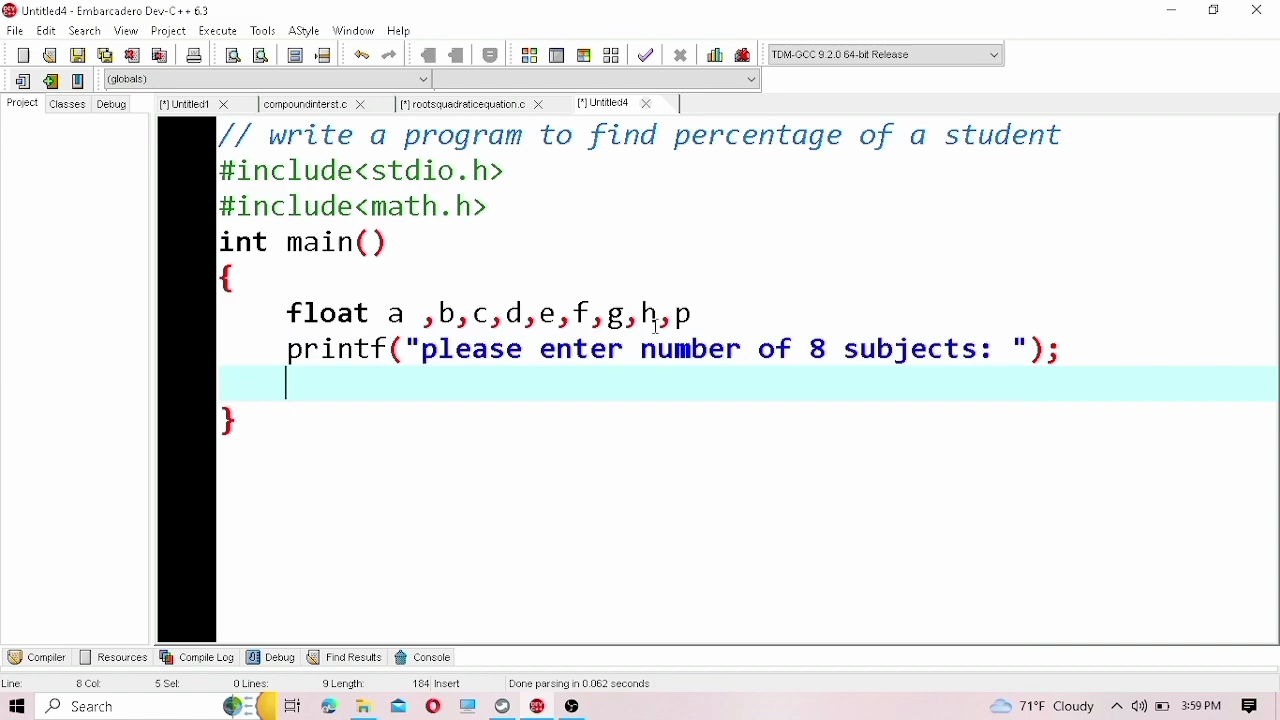 Untitled4 - Embarcadero Dev-C++ 6.3
File Edit Search View Project Execute Tools AStyle Window Help
TDM-GCC 9.2.0 64-bit Release
(globals)
Project Classes Debug
[*] Untitled1 compoundinterst.c [*] rootsquadraticequation.c [*] Untitled4
// write a program to find percentage of a student
#include<stdio.h>
#include<math.h>
int main()
{
float a ,b,c,d,e,f,g,h,p
printf("please enter number of 8 subjects: ");
}
Compiler Resources Compile Log Debug Find Results Console
Line: 8 Col: 5 Sel: 0 Lines: 9 Length: 184 Insert Done parsing in 0.062 seconds
Search 71°F Cloudy 3:59 PM